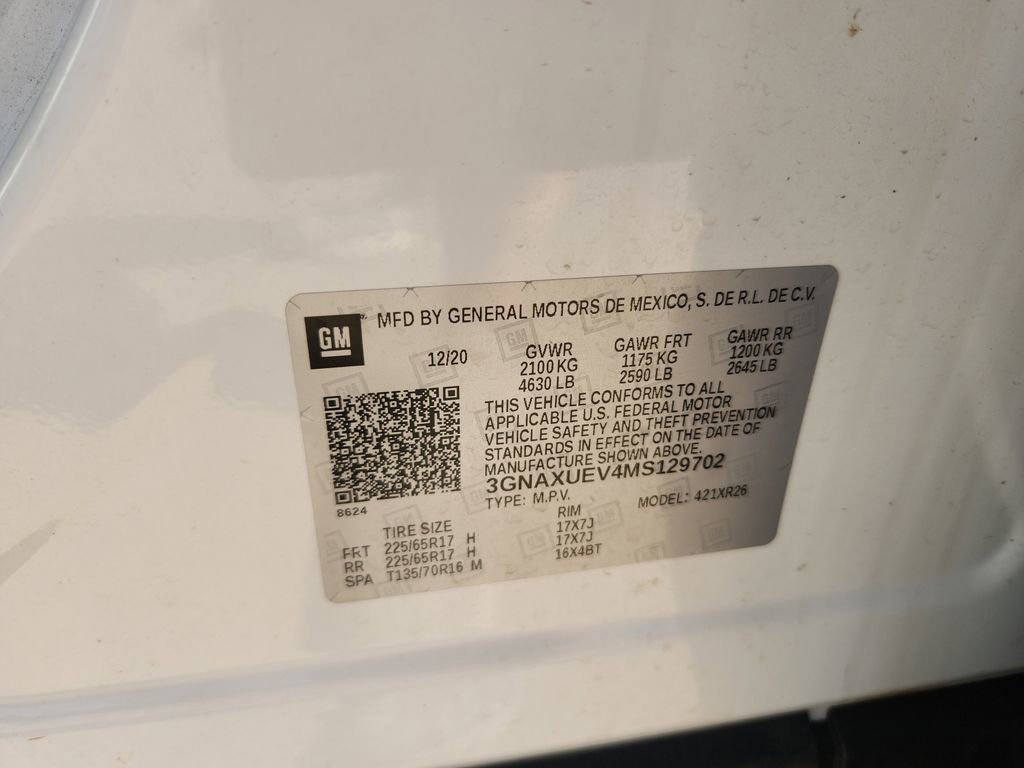 GM
MFD BY GENERAL MOTORS DE MEXICO, S. DE R.L. DE C.V.
12/20 GVWR GAWR FRT GAWR RR
2100 KG 1175 KG 1200 KG
4630 LB 2590 LB 2645 LB
THIS VEHICLE CONFORMS TO ALL
APPLICABLE U.S. FEDERAL MOTOR
VEHICLE SAFETY AND THEFT PREVENTION
STANDARDS IN EFFECT ON THE DATE OF
MANUFACTURE SHOWN ABOVE.
3GNAXUEV4MS129702
8624 TYPE: M.P.V. MODEL: 421XR26
TIRE SIZE RIM
FRT 225/65R17 H 17X7J
RR 225/65R17 H 17X7J
SPA T135/70R16 M 16X4BT